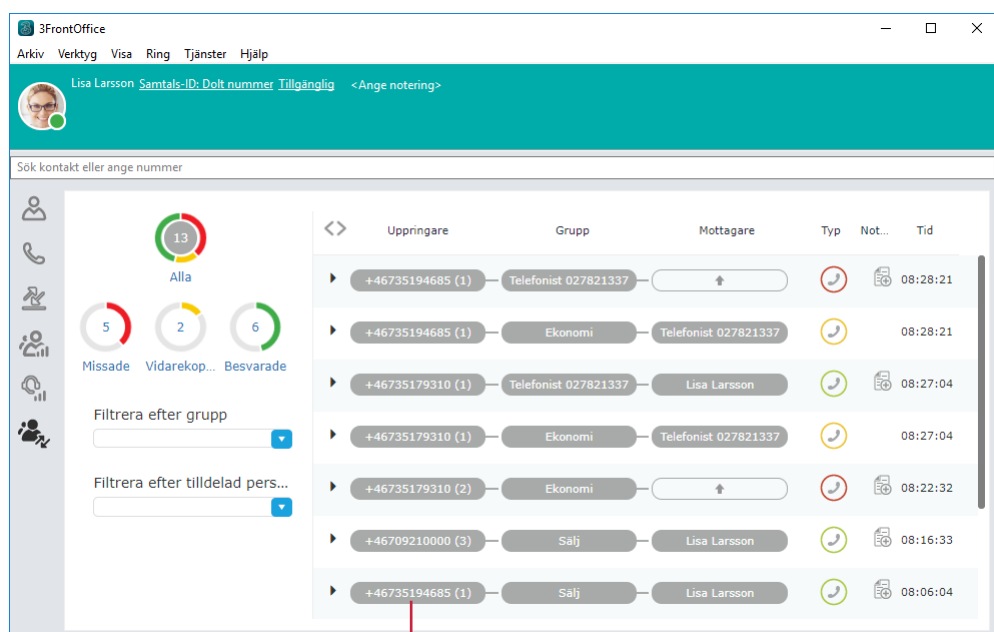 3FrontOffice
Arkiv Verktyg Visa Ring Tjänster Hjälp
Lisa Larsson Samtals-ID: Dolt nummer Tillgänglig <Ange notering>
Sök kontakt eller ange nummer
13
Alla
5 2 6
Missade Vidarekop... Besvarade
Filtrera efter grupp
Filtrera efter tilldelad pers...
Uppringare Grupp Mottagare Typ Not... Tid
+46735194685 (1) Telefonist 027821337 08:28:21
+46735194685 (1) Ekonomi Telefonist 027821337 08:28:21
+46735179310 (1) Telefonist 027821337 Lisa Larsson 08:27:04
+46735179310 (1) Ekonomi Telefonist 027821337 08:27:04
+46735179310 (2) Ekonomi 08:22:32
+46709210000 (3) Sälj Lisa Larsson 08:16:33
+46735194685 (1) Sälj Lisa Larsson 08:06:04